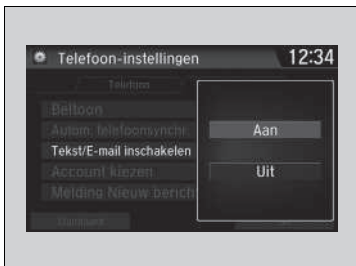 Telefoon-instellingen
12:34
Telefoon
Beltoon
Autom. telefoonsynchr.
Tekst/E-mail inschakelen
Account kiezen
Melding Nieuw bericht
Aan
Uit